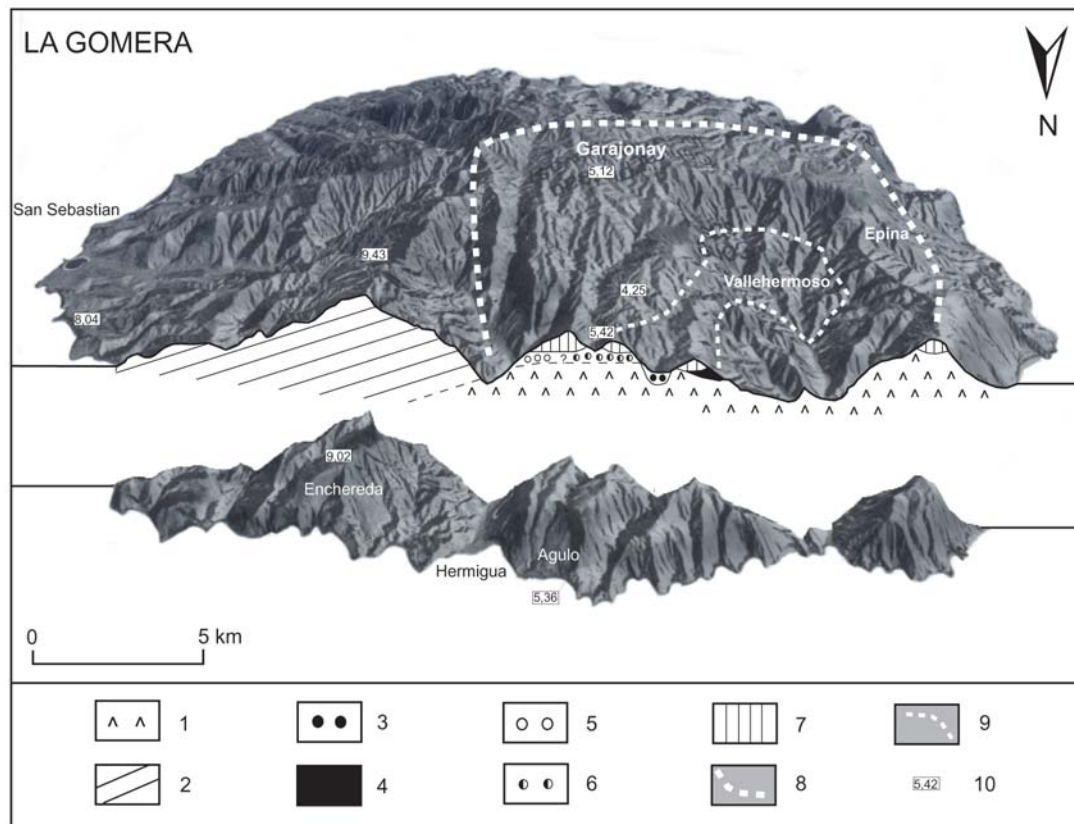 LA GOMERA
N
Garajonay
5,12
San Sebastian
Epina
9,43
Vallehermoso
4,25
8,04
5,42
?
9,02
Enchereda
Agulo
Hermigua
5,36
0 5 km
^ ^ 1
3
5
7
9
2
4
6
8
5,42 10